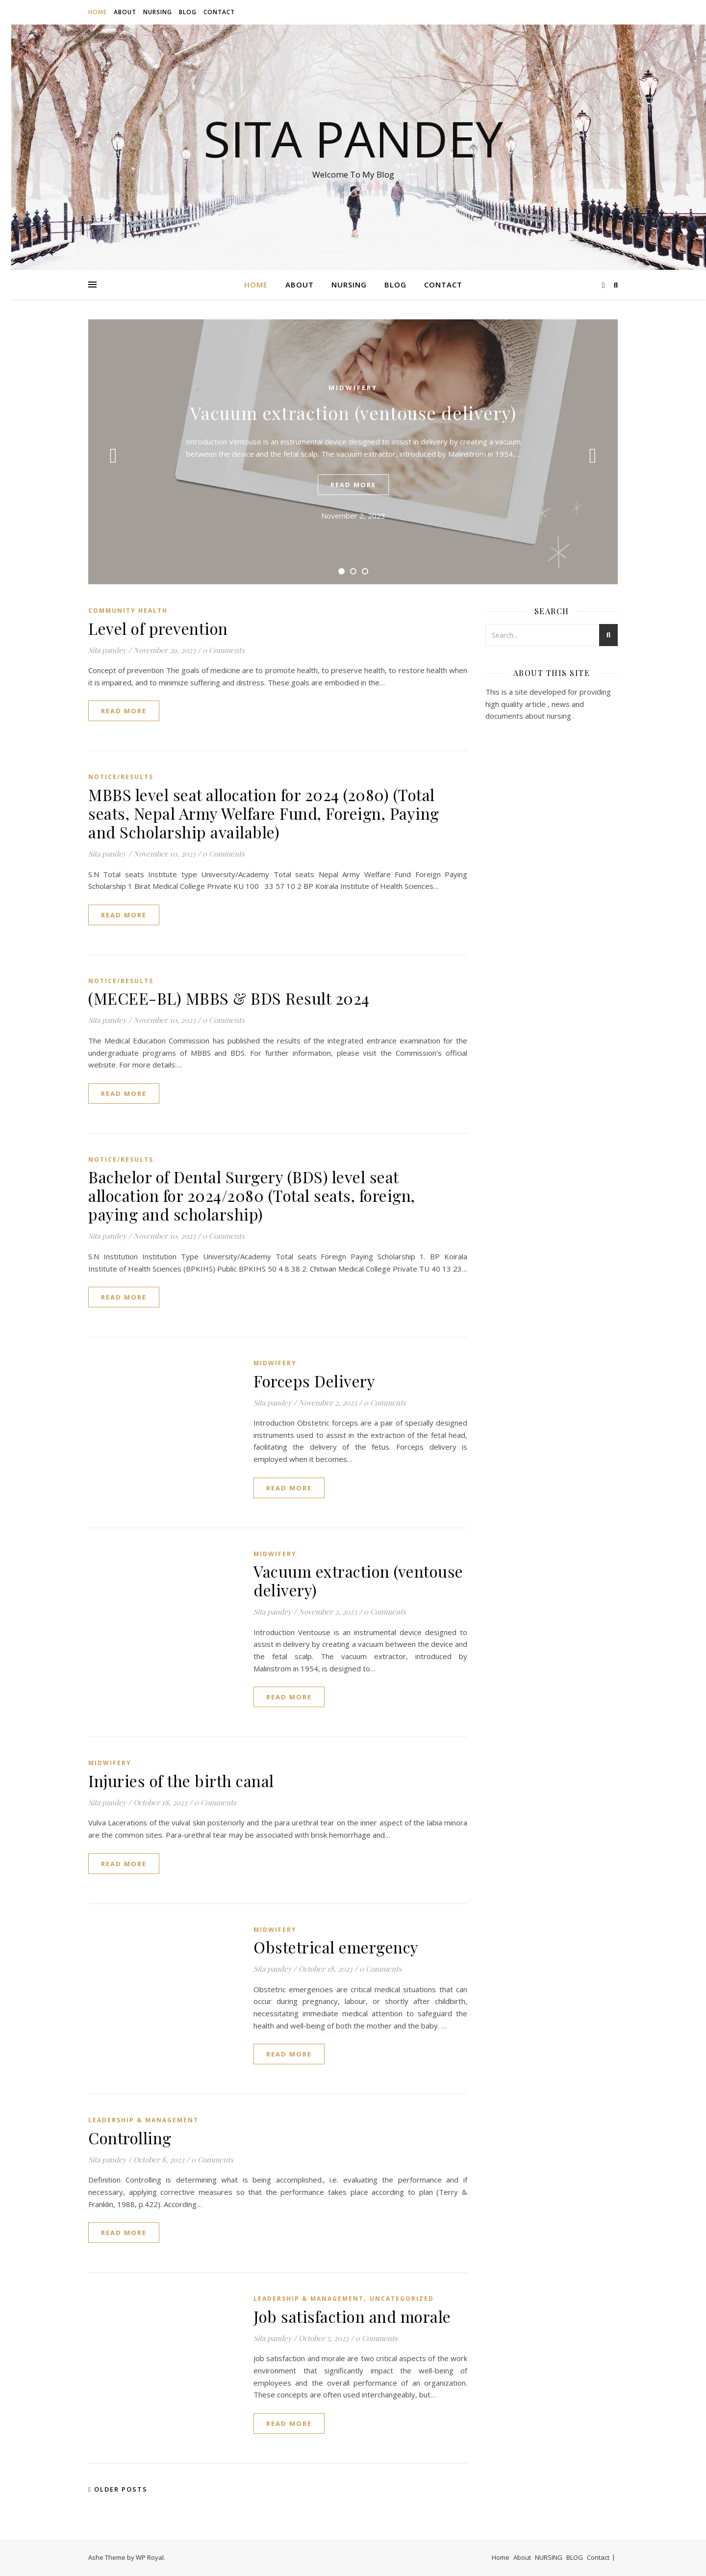 HOME ABOUT NURSING BLOG CONTACT
SITA PANDEY
Welcome To My Blog
HOME ABOUT NURSING BLOG CONTACT
MIDWIFERY
Vacuum extraction (ventouse delivery)
Introduction Ventouse is an instrumental device designed to assist in delivery by creating a vacuum
between the device and the fetal scalp. The vacuum extractor, introduced by Malinstrom in 1954,…
READ MORE
November 2, 2023
COMMUNITY HEALTH
Level of prevention
Sita pandey / November 29, 2023 / 0 Comments
Concept of prevention The goals of medicine are to promote health, to preserve health, to restore health when
it is impaired, and to minimize suffering and distress. These goals are embodied in the…
READ MORE
SEARCH
Search...
ABOUT THIS SITE
This is a site developed for providing
high quality article , news and
documents about nursing .
NOTICE/RESULTS
MBBS level seat allocation for 2024 (2080) (Total
seats, Nepal Army Welfare Fund, Foreign, Paying
and Scholarship available)
Sita pandey / November 10, 2023 / 0 Comments
S.N Total seats Institute type University/Academy Total seats Nepal Army Welfare Fund Foreign Paying
Scholarship 1 Birat Medical College Private KU 100 33 57 10 2 BP Koirala Institute of Health Sciences…
READ MORE
NOTICE/RESULTS
(MECEE-BL) MBBS & BDS Result 2024
Sita pandey / November 10, 2023 / 0 Comments
The Medical Education Commission has published the results of the integrated entrance examination for the
undergraduate programs of MBBS and BDS. For further information, please visit the Commission's official
website. For more details:…
READ MORE
NOTICE/RESULTS
Bachelor of Dental Surgery (BDS) level seat
allocation for 2024/2080 (Total seats, foreign,
paying and scholarship)
Sita pandey / November 10, 2023 / 0 Comments
S.N Institution Institution Type University/Academy Total seats Foreign Paying Scholarship 1. BP Koirala
Institute of Health Sciences (BPKIHS) Public BPKIHS 50 4 8 38 2. Chitwan Medical College Private TU 40 13 23…
READ MORE
MIDWIFERY
Forceps Delivery
Sita pandey / November 2, 2023 / 0 Comments
Introduction Obstetric forceps are a pair of specially designed
instruments used to assist in the extraction of the fetal head,
facilitating the delivery of the fetus. Forceps delivery is
employed when it becomes…
READ MORE
MIDWIFERY
Vacuum extraction (ventouse
delivery)
Sita pandey / November 2, 2023 / 0 Comments
Introduction Ventouse is an instrumental device designed to
assist in delivery by creating a vacuum between the device and
the fetal scalp. The vacuum extractor, introduced by
Malinstrom in 1954, is designed to…
READ MORE
MIDWIFERY
Injuries of the birth canal
Sita pandey / October 18, 2023 / 0 Comments
Vulva Lacerations of the vulval skin posteriorly and the para urethral tear on the inner aspect of the labia minora
are the common sites. Para-urethral tear may be associated with brisk hemorrhage and…
READ MORE
MIDWIFERY
Obstetrical emergency
Sita pandey / October 18, 2023 / 0 Comments
Obstetric emergencies are critical medical situations that can
occur during pregnancy, labour, or shortly after childbirth,
necessitating immediate medical attention to safeguard the
health and well-being of both the mother and the baby. …
READ MORE
LEADERSHIP & MANAGEMENT
Controlling
Sita pandey / October 8, 2023 / 0 Comments
Definition Controlling is determining what is being accomplished., i.e. evaluating the performance and if
necessary, applying corrective measures so that the performance takes place according to plan (Terry &
Franklin, 1988, p.422). According…
READ MORE
LEADERSHIP & MANAGEMENT, UNCATEGORIZED
Job satisfaction and morale
Sita pandey / October 5, 2023 / 0 Comments
Job satisfaction and morale are two critical aspects of the work
environment that significantly impact the well-being of
employees and the overall performance of an organization.
These concepts are often used interchangeably, but…
READ MORE
OLDER POSTS
Ashe Theme by WP Royal.
Home About NURSING BLOG Contact |